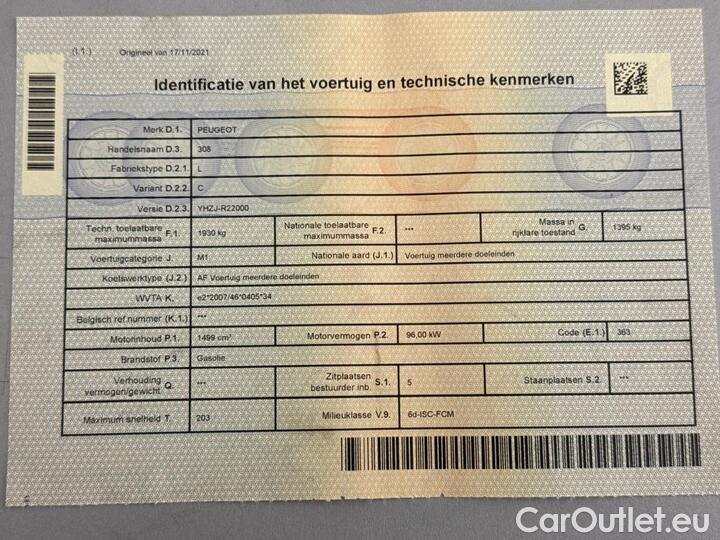 (I.1.) Origineel van 17/11/2021
Identificatie van het voertuig en technische kenmerken
Merk D.1. PEUGEOT
Handelsnaam D.3. 308
Fabriekstype D.2.1. L
Variant D.2.2. C
Versie D.2.3. YHZJ-R22000
Techn. toelaatbare maximummassa F.1. 1930 kg Nationale toelaatbare maximummassa F.2. *** Massa in rijklare toestand G. 1395 kg
Voertuigcategorie J. M1 Nationale aard (J.1.) Voertuig meerdere doeleinden
Koetswerktype (J.2.) AF Voertuig meerdere doeleinden
WVTA K. e2*2007/46*0405*34
Belgisch ref.nummer (K.1.) ***
Motorinhoud P.1. 1499 cm³ Motorvermogen P.2. 96,00 kW Code (E.1.) 363
Brandstof P.3. Gasolie
Verhouding vermogen/gewicht Q. *** Zitplaatsen bestuurder inb. S.1. 5 Staanplaatsen S.2. ***
Maximum snelheid T. 203 Milieuklasse V.9. 6d-ISC-FCM
CarOutlet.eu